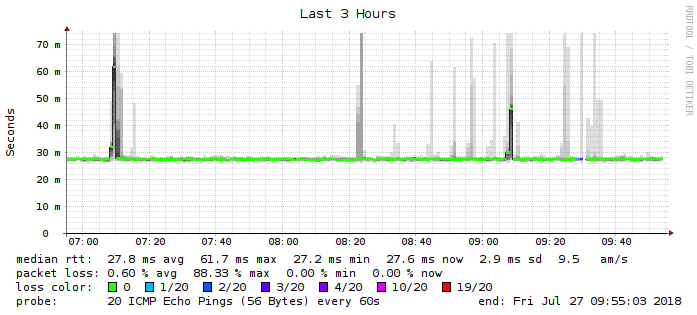 Last 3 Hours
RRDTOOL / TOBI OETIKER
Seconds
70 m
60 m
50 m
40 m
30 m
20 m
10 m
0
07:00 07:20 07:40 08:00 08:20 08:40 09:00 09:20 09:40
median rtt: 27.8 ms avg 61.7 ms max 27.2 ms min 27.6 ms now 2.9 ms sd 9.5 am/s
packet loss: 0.60 % avg 88.33 % max 0.00 % min 0.00 % now
loss color: 0 1/20 2/20 3/20 4/20 10/20 19/20
probe: 20 ICMP Echo Pings (56 Bytes) every 60s end: Fri Jul 27 09:55:03 2018